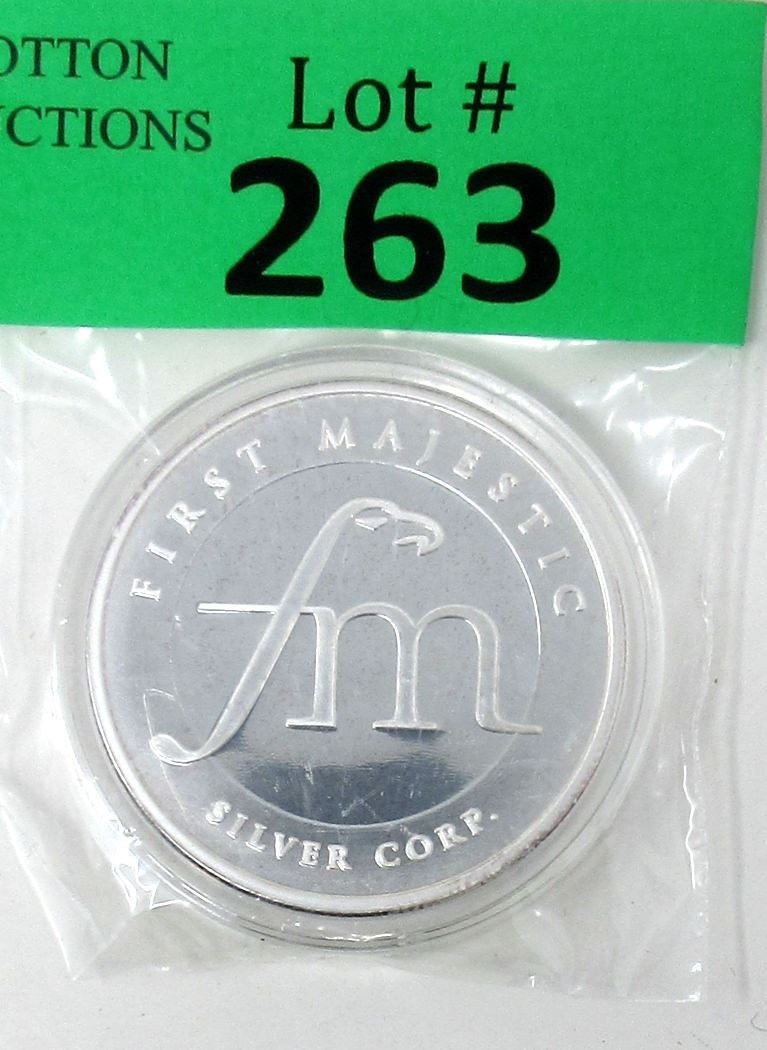 OTTON
CTIONS
Lot #
263
FIRST MAJESTIC
fm
SILVER CORP.